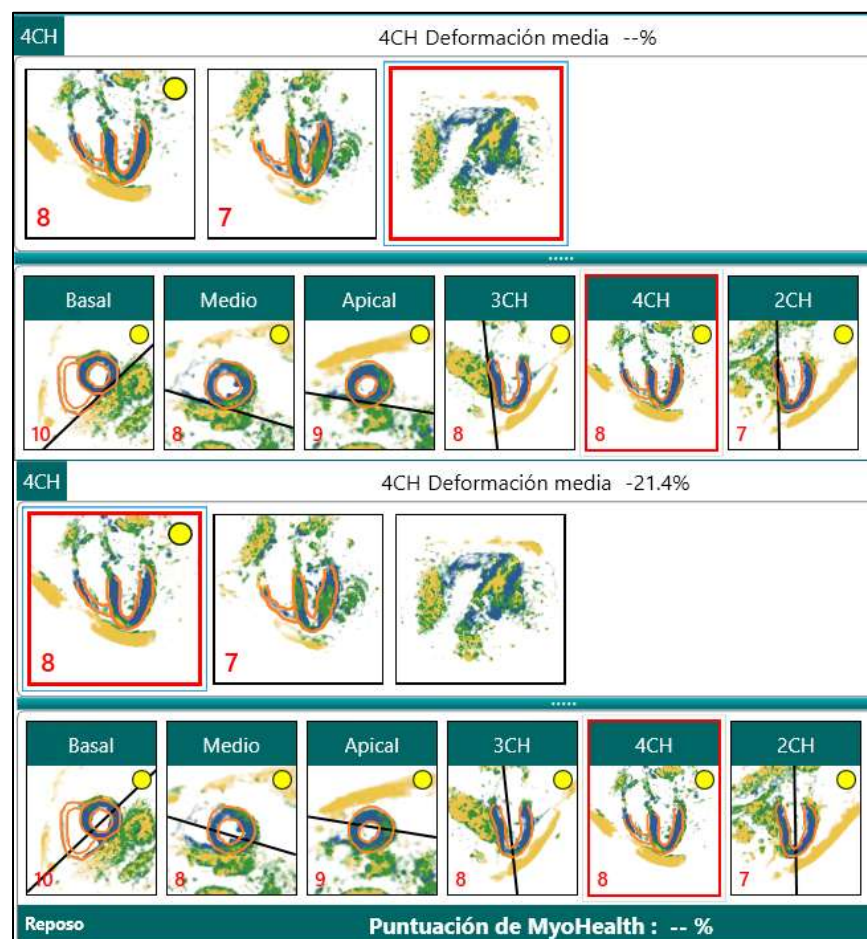 4CH
4CH Deformación media --%
8
7
Basal Medio Apical 3CH 4CH 2CH
10 8 9 8 8 7
4CH
4CH Deformación media -21.4%
8
7
Basal Medio Apical 3CH 4CH 2CH
10 8 9 8 8 7
Reposo
Puntuación de MyoHealth : -- %